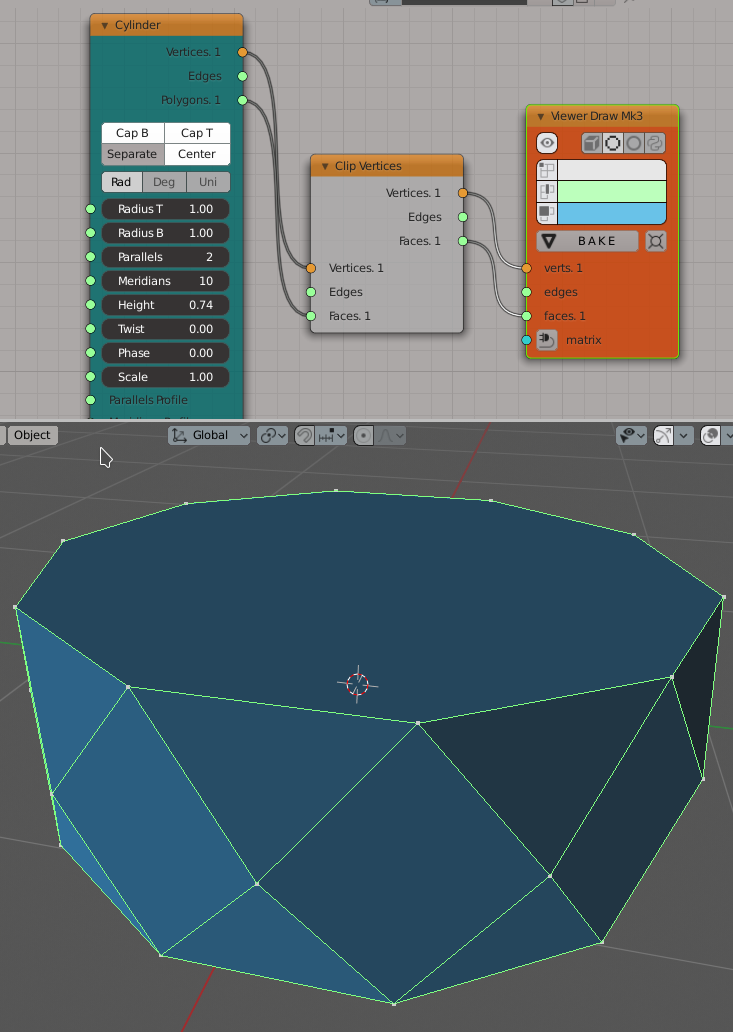 Cylinder
Vertices. 1
Edges
Polygons. 1
Cap B Cap T
Separate Center
Rad Deg Uni
Radius T 1.00
Radius B 1.00
Parallels 2
Meridians 10
Height 0.74
Twist 0.00
Phase 0.00
Scale 1.00
Parallels Profile
Clip Vertices
Vertices. 1
Edges
Faces. 1
Vertices. 1
Edges
Faces. 1
Viewer Draw Mk3
BAKE
verts. 1
edges
faces. 1
matrix
Object Global